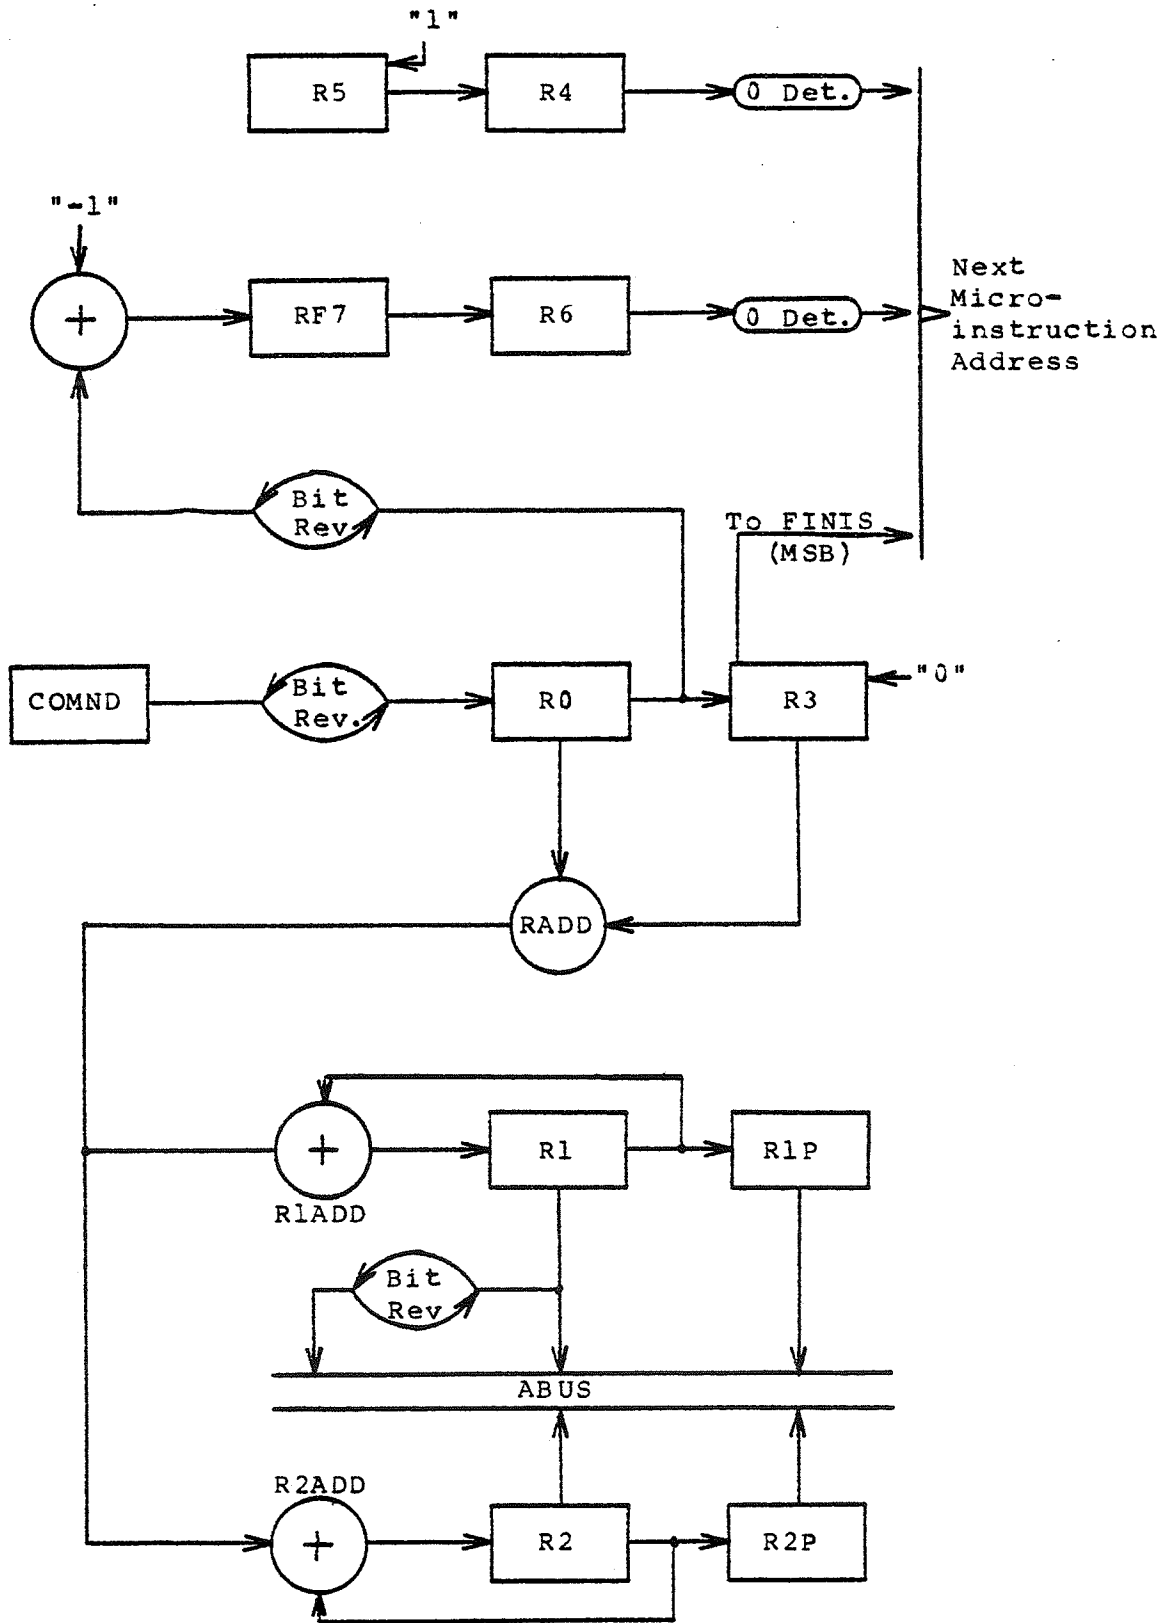 "1"
R5
R4
0 Det.
"-1"
+
RF7
R6
0 Det.
Next
Micro-
instruction
Address
Bit
Rev
To FINIS
(MSB)
COMND
Bit
Rev.
R0
R3
"0"
RADD
+
R1
R1P
R1ADD
Bit
Rev
ABUS
R2ADD
+
R2
R2P